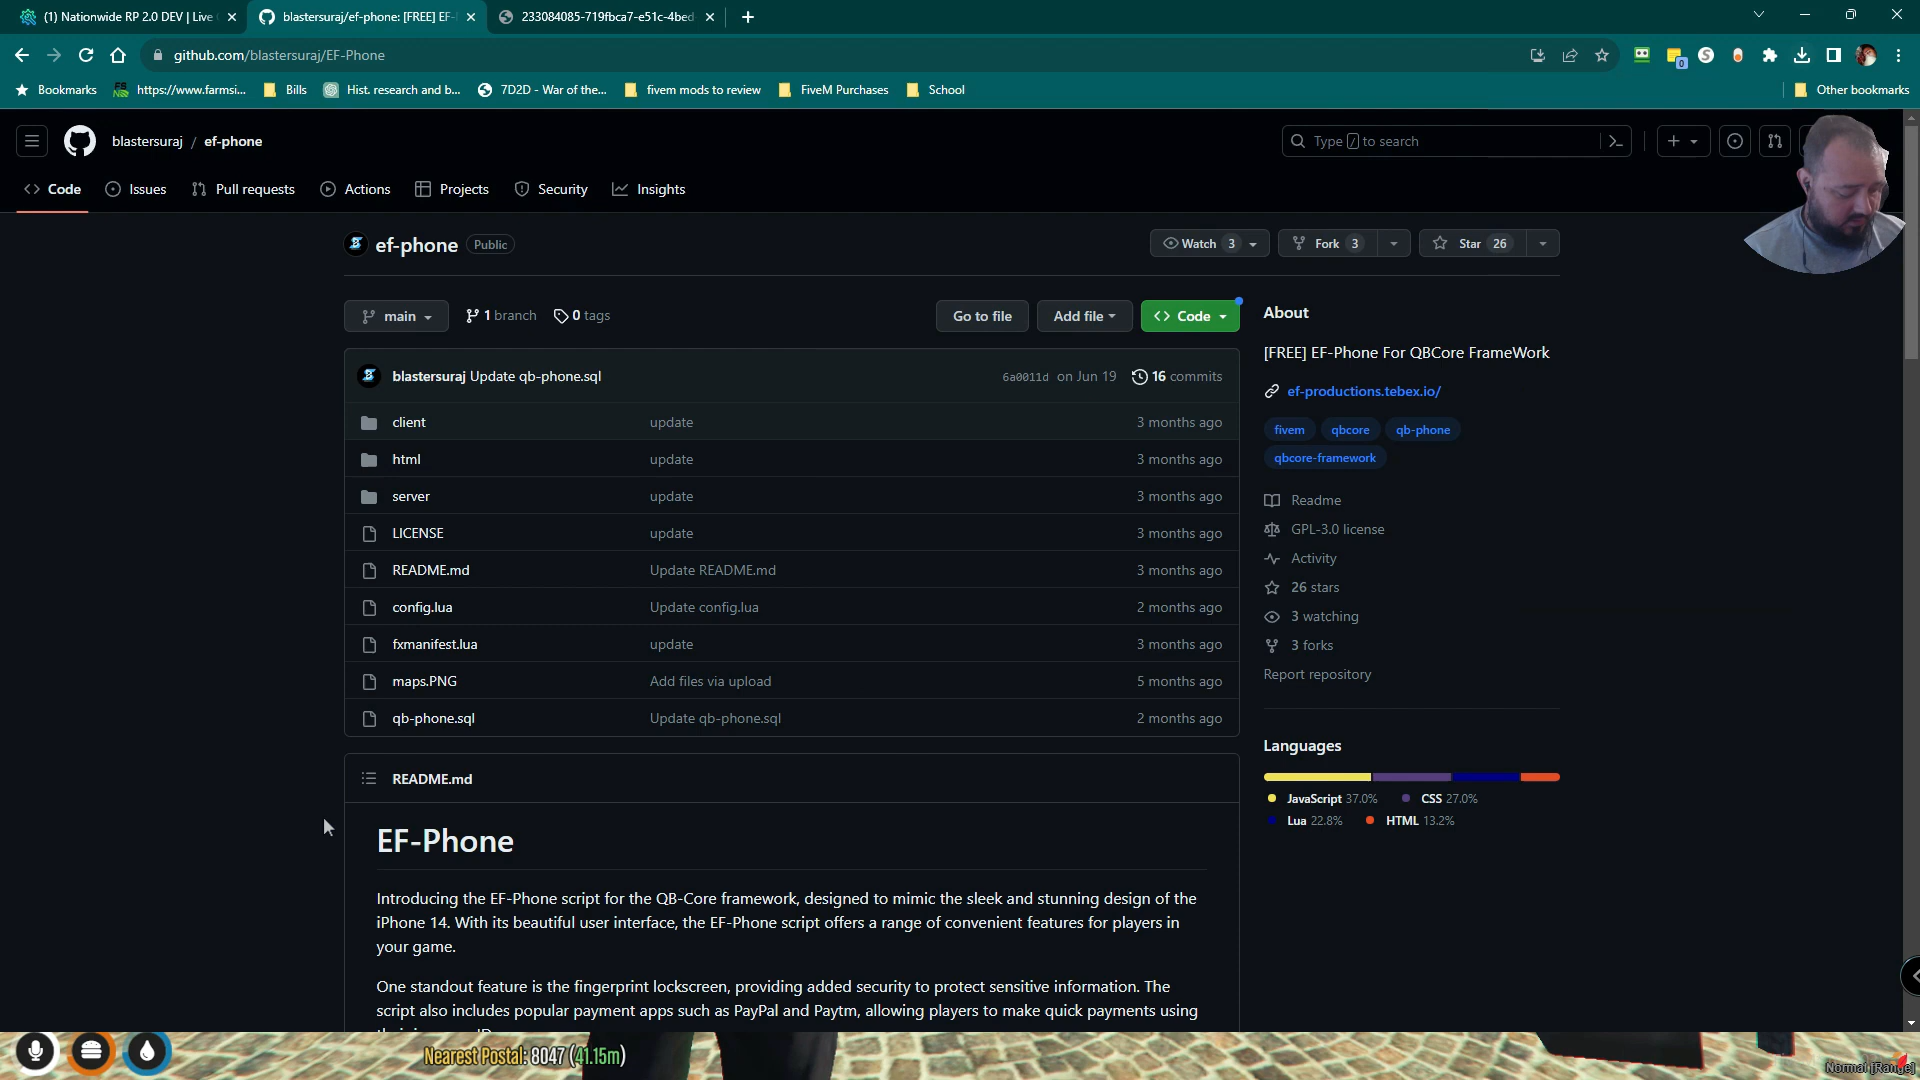 (1) Nationwide RP 2.0 DEV | Live
blastersuraj/ef-phone: [FREE] EF-
233084085-719fbca7-e51c-4bed
github.com/blastersuraj/EF-Phone
0
Bookmarks
FS
https://www.farmsi...
Bills
Hist. research and b...
7D2D - War of the...
fivem mods to review
FiveM Purchases
School
Other bookmarks
blastersuraj / ef-phone
Type / to search
Code
Issues
Pull requests
Actions
Projects
Security
Insights
ef-phone Public
Watch 3
Fork 3
Star 26
main
1 branch
0 tags
Go to file
Add file
Code
blastersuraj Update qb-phone.sql
6a0011d on Jun 19
16 commits
client update 3 months ago
html update 3 months ago
server update 3 months ago
LICENSE update 3 months ago
README.md Update README.md 3 months ago
config.lua Update config.lua 2 months ago
fxmanifest.lua update 3 months ago
maps.PNG Add files via upload 5 months ago
qb-phone.sql Update qb-phone.sql 2 months ago
About
[FREE] EF-Phone For QBCore FrameWork
ef-productions.tebex.io/
fivem qbcore qb-phone
qbcore-framework
Readme
GPL-3.0 license
Activity
26 stars
3 watching
3 forks
Report repository
Languages
JavaScript 37.0% CSS 27.0%
Lua 22.8% HTML 13.2%
README.md
EF-Phone
Introducing the EF-Phone script for the QB-Core framework, designed to mimic the sleek and stunning design of the
iPhone 14. With its beautiful user interface, the EF-Phone script offers a range of convenient features for players in
your game.
One standout feature is the fingerprint lockscreen, providing added security to protect sensitive information. The
script also includes popular payment apps such as PayPal and Paytm, allowing players to make quick payments using
Nearest Postal: 8047 (41.15m)
Normal [Range]